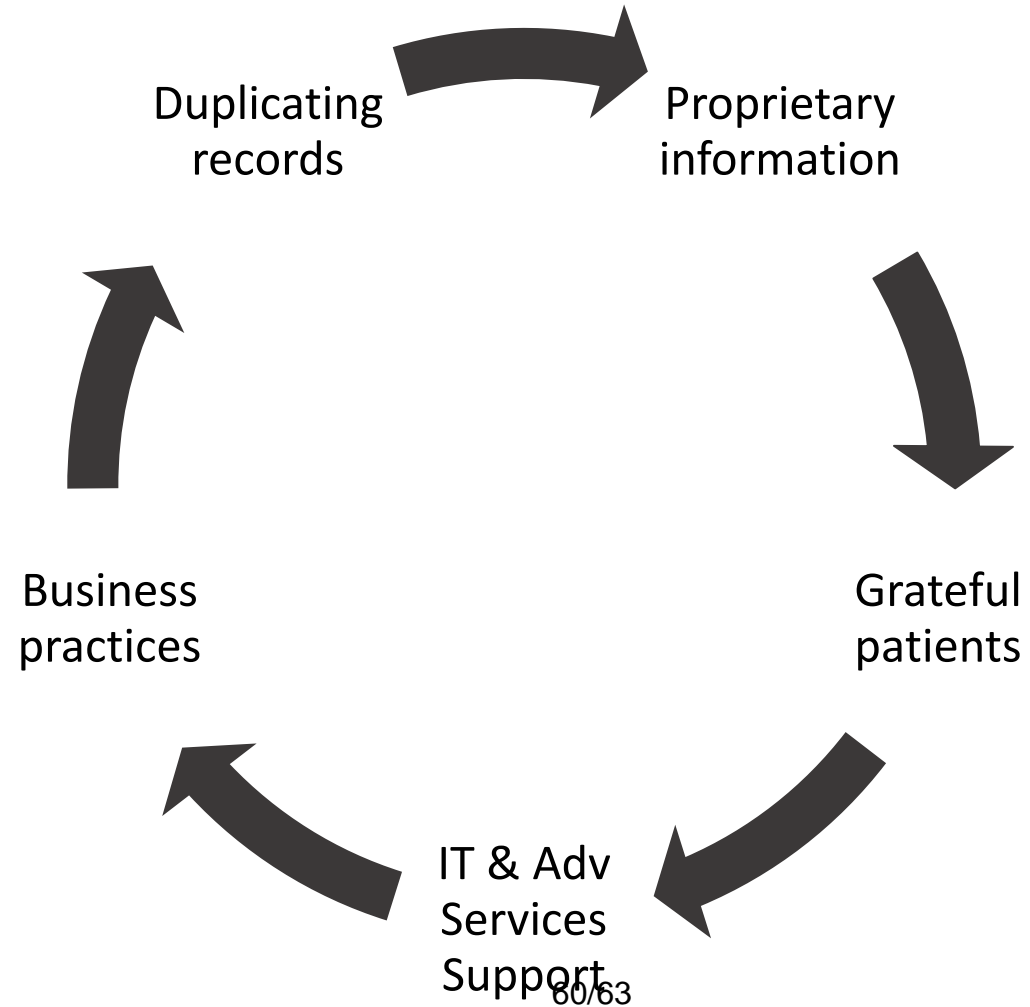 Duplicating
records
Proprietary
information
Grateful
patients
IT & Adv
Services
Support
Business
practices
60/63